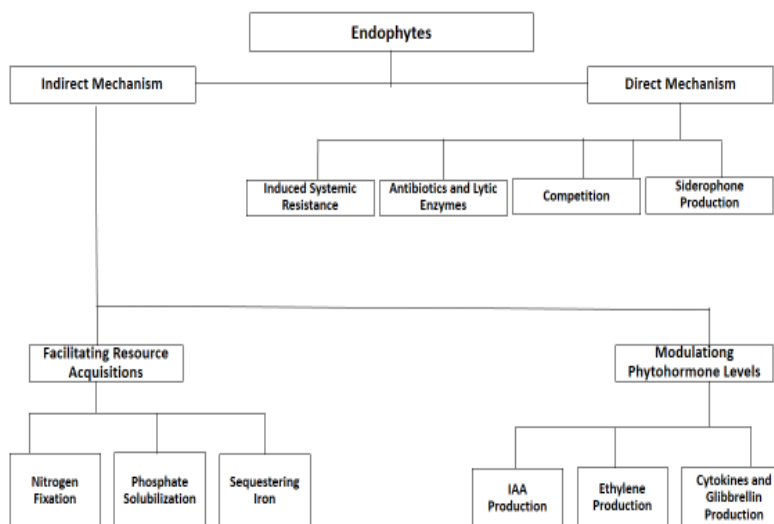 Endophytes
Indirect Mechanism
Direct Mechanism
Induced Systemic
Resistance
Antibiotics and Lytic
Enzymes
Competition
Siderophone
Production
Facilitating Resource
Acquisitions
Modulationg
Phytohormone Levels
Nitrogen
Fixation
Phosphate
Solubilization
Sequestering
Iron
IAA
Production
Ethylene
Production
Cytokines and
Glibbrellin
Production